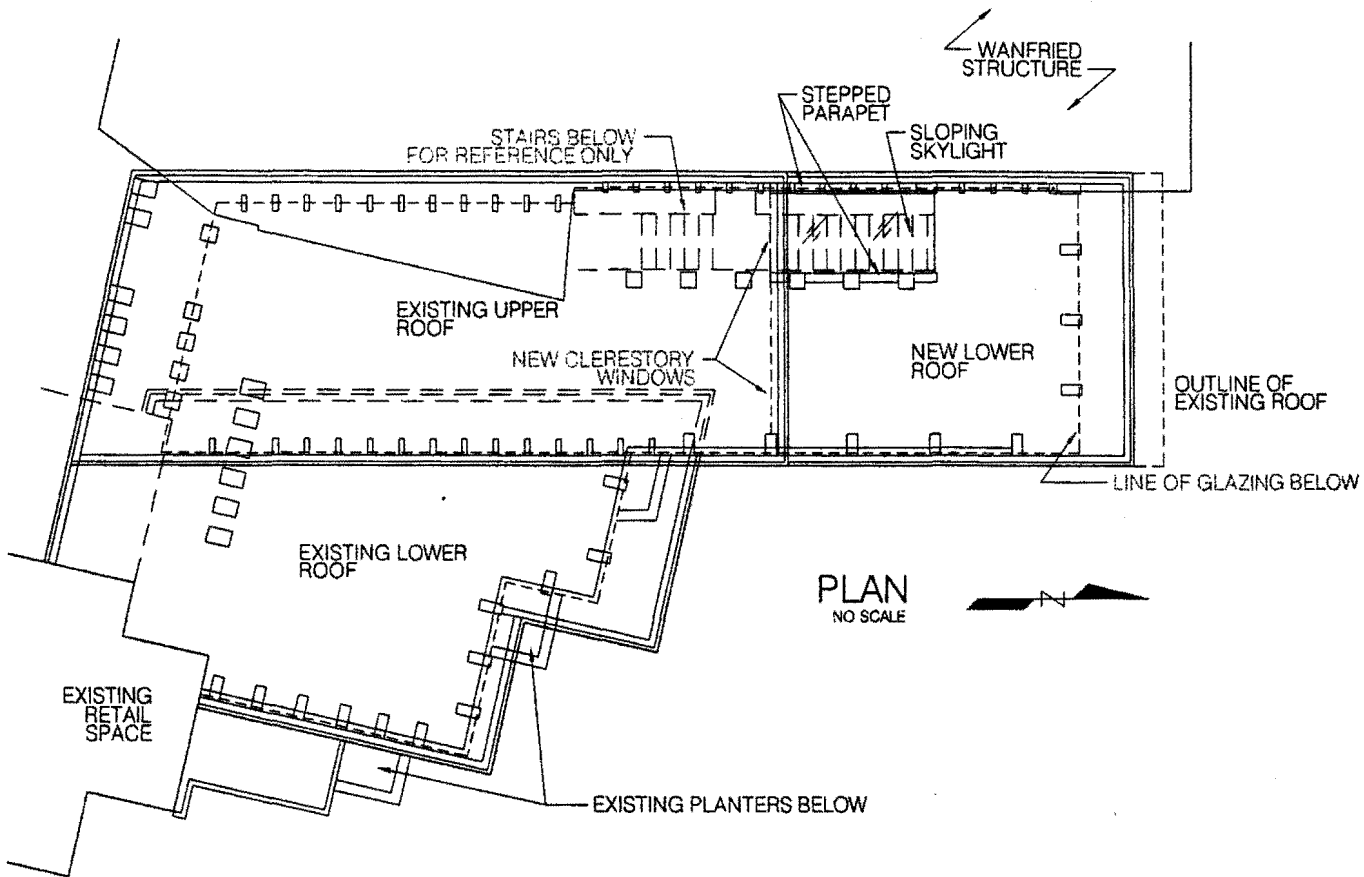 WANFRIED
STRUCTURE
STEPPED
PARAPET
STAIRS BELOW
FOR REFERENCE ONLY
SLOPING
SKYLIGHT
EXISTING UPPER
ROOF
NEW CLERESTORY
WINDOWS
NEW LOWER
ROOF
OUTLINE OF
EXISTING ROOF
LINE OF GLAZING BELOW
EXISTING LOWER
ROOF
PLAN
NO SCALE
N
EXISTING
RETAIL
SPACE
EXISTING PLANTERS BELOW